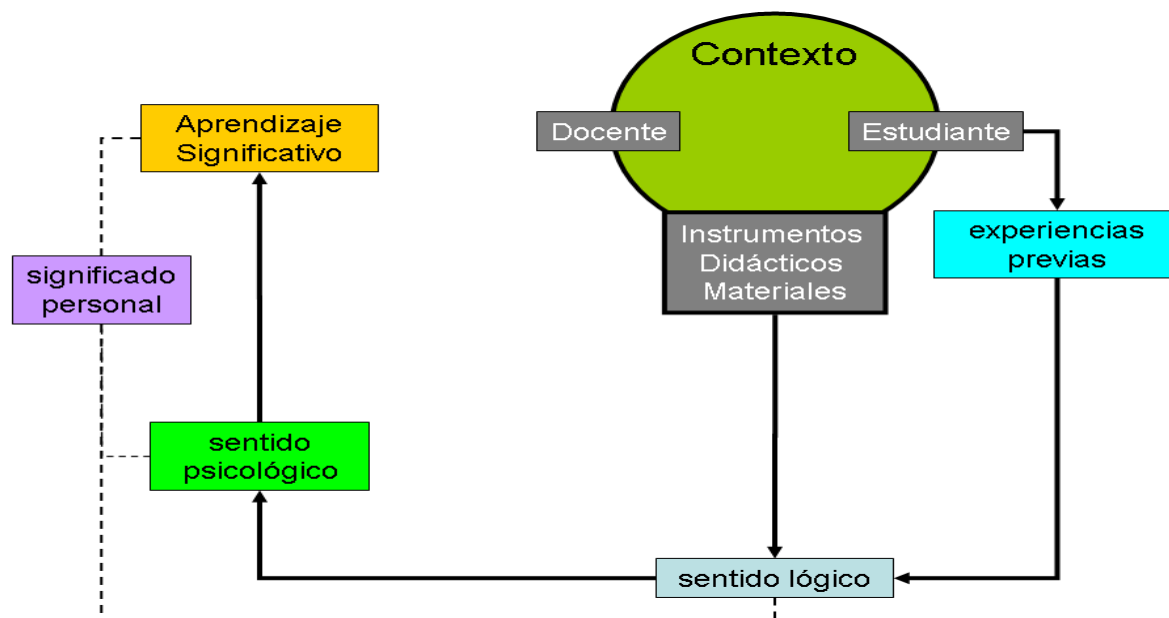 Contexto
Docente
Estudiante
Aprendizaje
Significativo
Instrumentos
Didácticos
Materiales
experiencias
previas
significado
personal
sentido
psicológico
sentido lógico